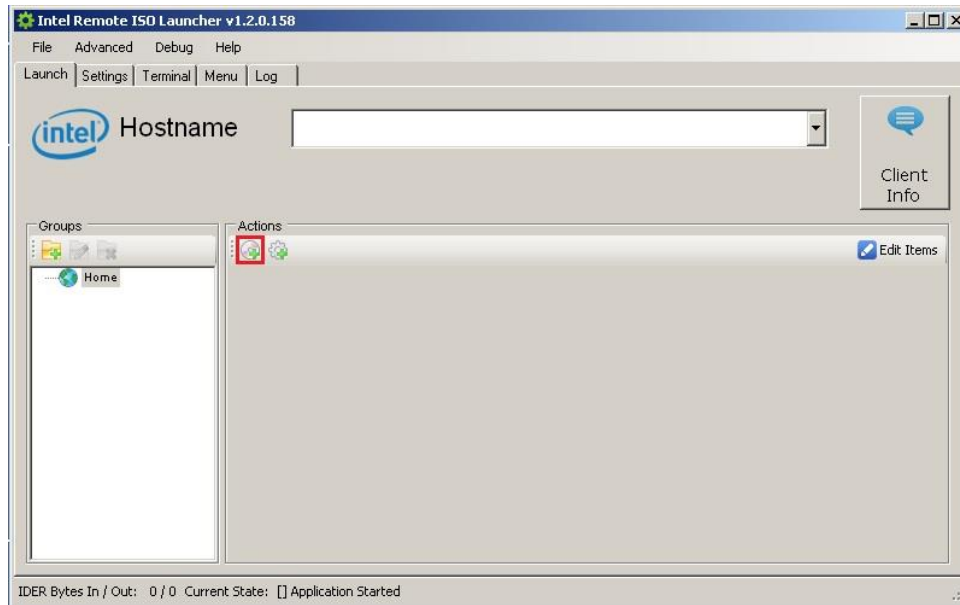 Intel Remote ISO Launcher v1.2.0.158
File Advanced Debug Help
Launch Settings Terminal Menu Log
intel Hostname
Client
Info
Groups
Actions
Edit Items
Home
IDER Bytes In / Out: 0 / 0 Current State: [] Application Started